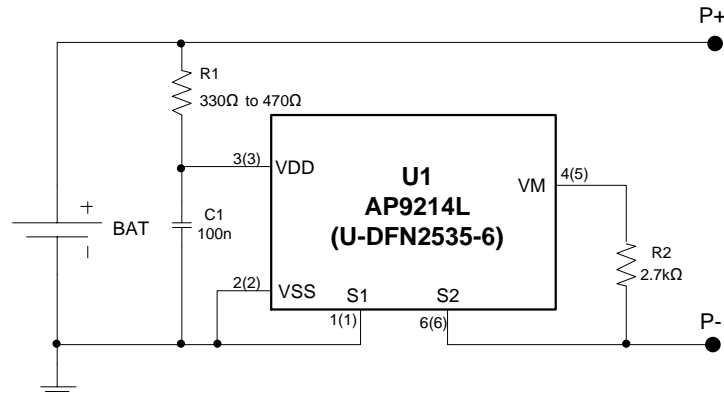 P+
R1
330Ω to 470Ω
3(3)
VDD
U1
AP9214L
(U-DFN2535-6)
4(5)
VM
+
BAT
-
C1
100n
R2
2.7kΩ
2(2)
VSS
S1
S2
1(1)
6(6)
P-